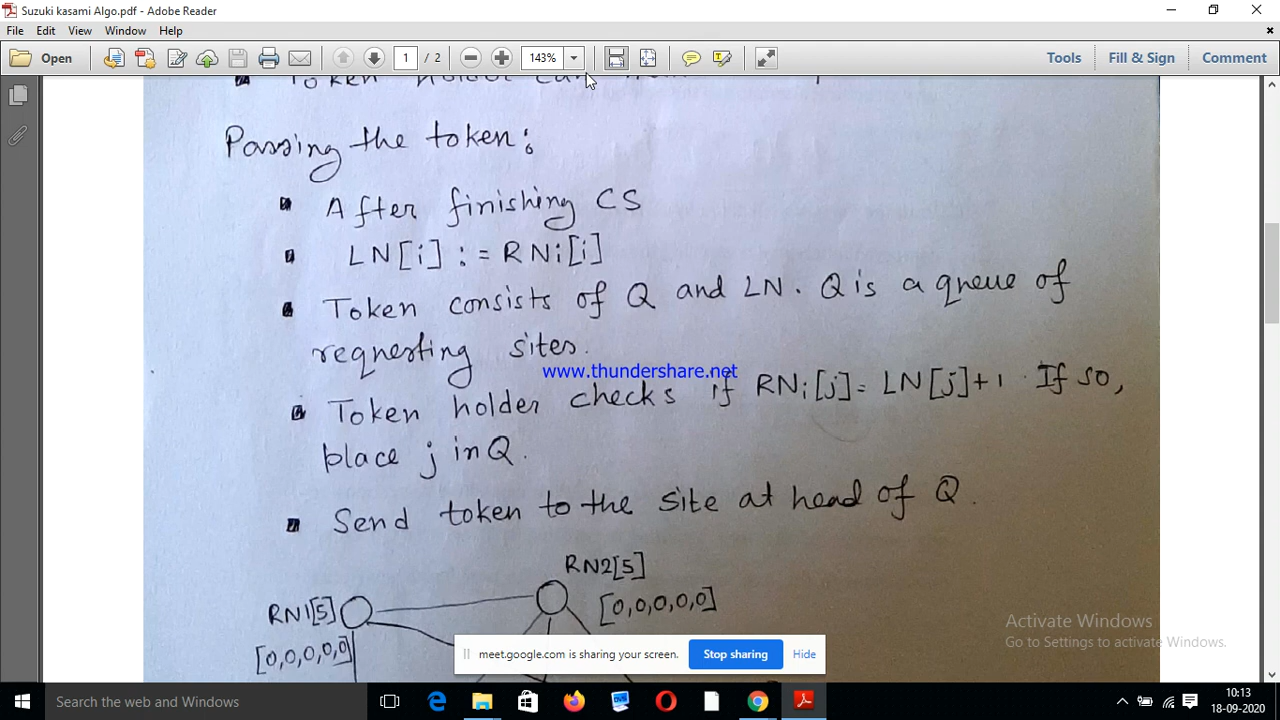 Suzuki kasami Algo.pdf - Adobe Reader
File Edit View Window Help
Open 1 / 2 143% Tools Fill & Sign Comment
Token holder can
Passing the token:
After finishing CS
LN[i] := RNi[i]
Token consists of Q and LN. Q is a queue of
requesting sites.
www.thundershare.net
Token holder checks if RNi[j] = LN[j]+1. If so,
place j in Q.
Send token to the site at head of Q.
RN2[5]
[0,0,0,0,0]
RN1[5]
[0,0,0,0,0]
Activate Windows
Go to Settings to activate Windows.
meet.google.com is sharing your screen. Stop sharing Hide
Search the web and Windows
10:13
18-09-2020